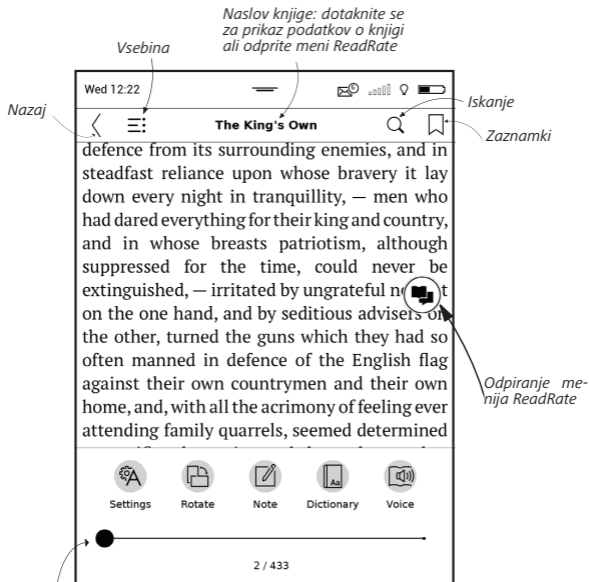 Naslov knjige: dotaknite se
za prikaz podatkov o knjigi
ali odprite meni ReadRate
Vsebina
Nazaj
Iskanje
Zaznamki
Wed 12:22
The King's Own
defence from its surrounding enemies, and in
steadfast reliance upon whose bravery it lay
down every night in tranquillity, — men who
had dared everything for their king and country,
and in whose breasts patriotism, although
suppressed for the time, could never be
extinguished, — irritated by ungrateful
on the one hand, and by seditious advisers on
the other, turned the guns which they had so
often manned in defence of the English flag
against their own countrymen and their own
home, and, with all the acrimony of feeling ever
attending family quarrels, seemed determined
Odpiranje me-
nija ReadRate
Settings
Rotate
Note
Dictionary
Voice
Aa
2 / 433